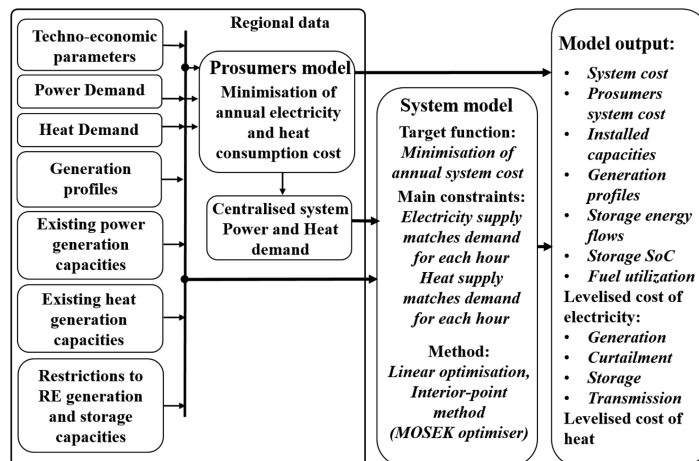 Regional data
Techno-economic
parameters
Power Demand
Heat Demand
Generation
profiles
Existing power
generation
capacities
Existing heat
generation
capacities
Restrictions to
RE generation
and storage
capacities
Prosumers model
Minimisation of
annual electricity
and heat
consumption cost
Centralised system
Power and Heat
demand
System model
Target function:
Minimisation of
annual system cost
Main constraints:
Electricity supply
matches demand
for each hour
Heat supply
matches demand
for each hour
Method:
Linear optimisation,
Interior-point
method
(MOSEK optimiser)
Model output:
• System cost
• Prosumers
system cost
• Installed
capacities
• Generation
profiles
• Storage energy
flows
• Storage SoC
• Fuel utilization
Levelised cost of
electricity:
• Generation
• Curtailment
• Storage
• Transmission
Levelised cost of
heat